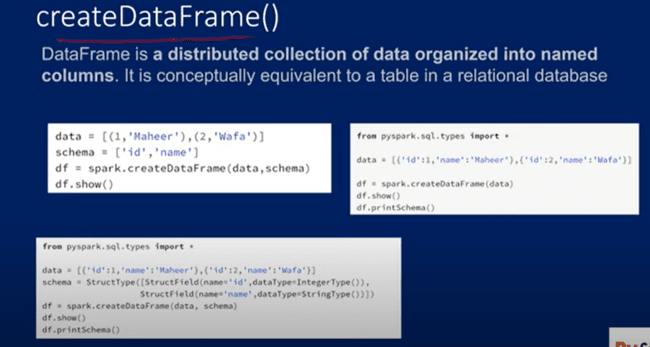 createDataFrame()
DataFrame is a distributed collection of data organized into named
columns. It is conceptually equivalent to a table in a relational database
data = [(1,'Maheer'),(2,'Wafa')]
schema = ['id','name']
df = spark.createDataFrame(data,schema)
df.show()
from pyspark.sql.types import *
data = [{'id':1,'name':'Maheer'},{'id':2,'name':'Wafa'}]
df = spark.createDataFrame(data)
df.show()
df.printSchema()
from pyspark.sql.types import *
data = [{'id':1,'name':'Maheer'},{'id':2,'name':'Wafa'}]
schema = StructType([StructField(name='id',dataType=IntegerType()),
StructField(name='name',dataType=StringType())])
df = spark.createDataFrame(data, schema)
df.show()
df.printSchema()